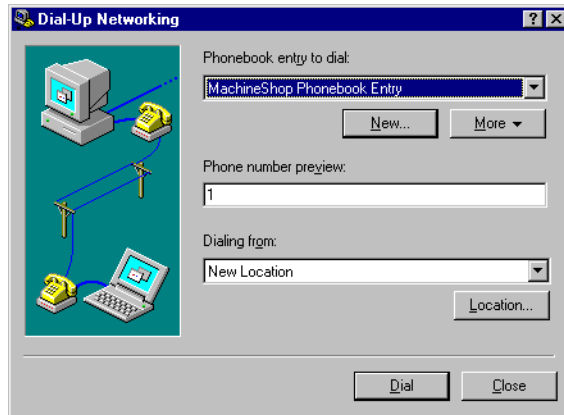 Dial-Up Networking
Phonebook entry to dial:
MachineShop Phonebook Entry
New... More
Phone number preview:
1
Dialing from:
New Location
Location...
Dial Close